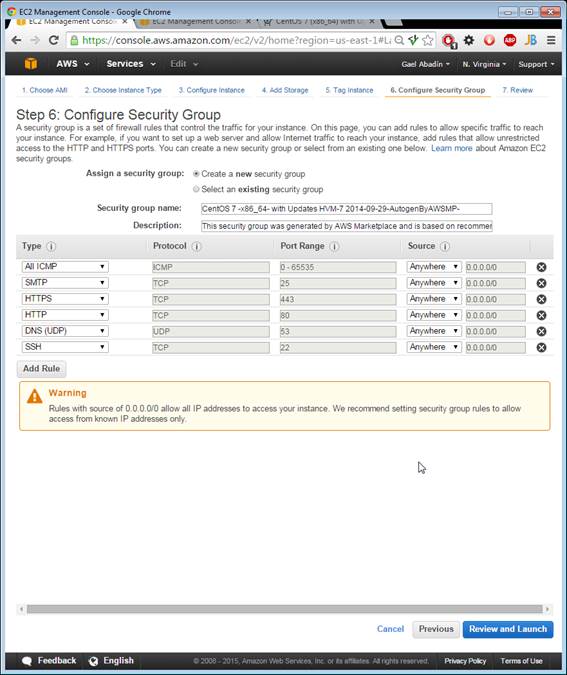 EC2 Management Console - Google Chrome
EC2 Management Console
EC2 Management Console
CentOS 7 (x86_64) with Up
https://console.aws.amazon.com/ec2/v2/home?region=us-east-1#La
AWS Services Edit Gael Abadín N. Virginia Support
1. Choose AMI 2. Choose Instance Type 3. Configure Instance 4. Add Storage 5. Tag Instance 6. Configure Security Group 7. Review
Step 6: Configure Security Group
A security group is a set of firewall rules that control the traffic for your instance. On this page, you can add rules to allow specific traffic to reach
your instance. For example, if you want to set up a web server and allow Internet traffic to reach your instance, add rules that allow unrestricted
access to the HTTP and HTTPS ports. You can create a new security group or select from an existing one below. Learn more about Amazon EC2
security groups.
Assign a security group: Create a new security group
Select an existing security group
Security group name: CentOS 7 -x86_64- with Updates HVM-7 2014-09-29-AutogenByAWSMP-
Description: This security group was generated by AWS Marketplace and is based on recommer
Type Protocol Port Range Source
All ICMP ICMP 0 - 65535 Anywhere 0.0.0.0/0
SMTP TCP 25 Anywhere 0.0.0.0/0
HTTPS TCP 443 Anywhere 0.0.0.0/0
HTTP TCP 80 Anywhere 0.0.0.0/0
DNS (UDP) UDP 53 Anywhere 0.0.0.0/0
SSH TCP 22 Anywhere 0.0.0.0/0
Add Rule
Warning
Rules with source of 0.0.0.0/0 allow all IP addresses to access your instance. We recommend setting security group rules to allow
access from known IP addresses only.
Cancel Previous Review and Launch
Feedback English © 2008 - 2015, Amazon Web Services, Inc. or its affiliates. All rights reserved. Privacy Policy Terms of Use